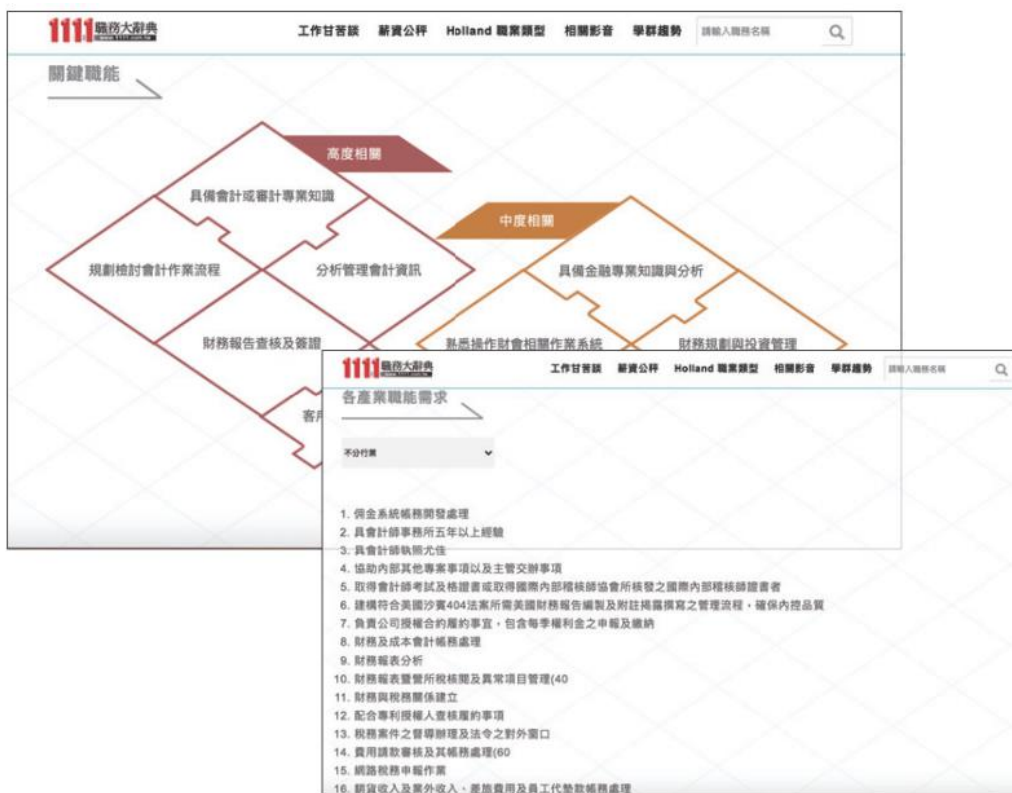 1111職務大辭典
www.1111.com.tw
工作甘苦談 薪資公秤 Holland 職業類型 相關影音 學群趨勢 請輸入職務名稱
關鍵職能
高度相關
具備會計或審計專業知識
規劃檢討會計作業流程
分析管理會計資訊
財務報告查核及簽證
客戶
中度相關
具備金融專業知識與分析
熟悉操作財會相關作業系統
財務規劃與投資管理
1111職務大辭典
www.1111.com.tw
工作甘苦談 薪資公秤 Holland 職業類型 相關影音 學群趨勢 請輸入職務名稱
各產業職能需求
不分行業
1. 佣金系統帳務開發處理
2. 具會計師事務所五年以上經驗
3. 具會計師執照尤佳
4. 協助內部其他專案事項以及主管交辦事項
5. 取得會計師考試及格證書或取得國際內部稽核師協會所核發之國際內部稽核師證書者
6. 建構符合美國沙賓404法案所需美國財務報告編製及附註揭露撰寫之管理流程，確保內控品質
7. 負責公司授權合約履約事宜，包含每季權利金之申報及繳納
8. 財務及成本會計帳務處理
9. 財務報表分析
10. 財務報表暨營所稅核閱及異常項目管理(40
11. 財務與稅務關係建立
12. 配合專利授權人查核履約事項
13. 稅務案件之督導辦理及法令之對外窗口
14. 費用請款審核及其帳務處理(60
15. 網路稅務申報作業
16. 銷貨收入及業外收入、差旅費用及員工代墊款帳務處理